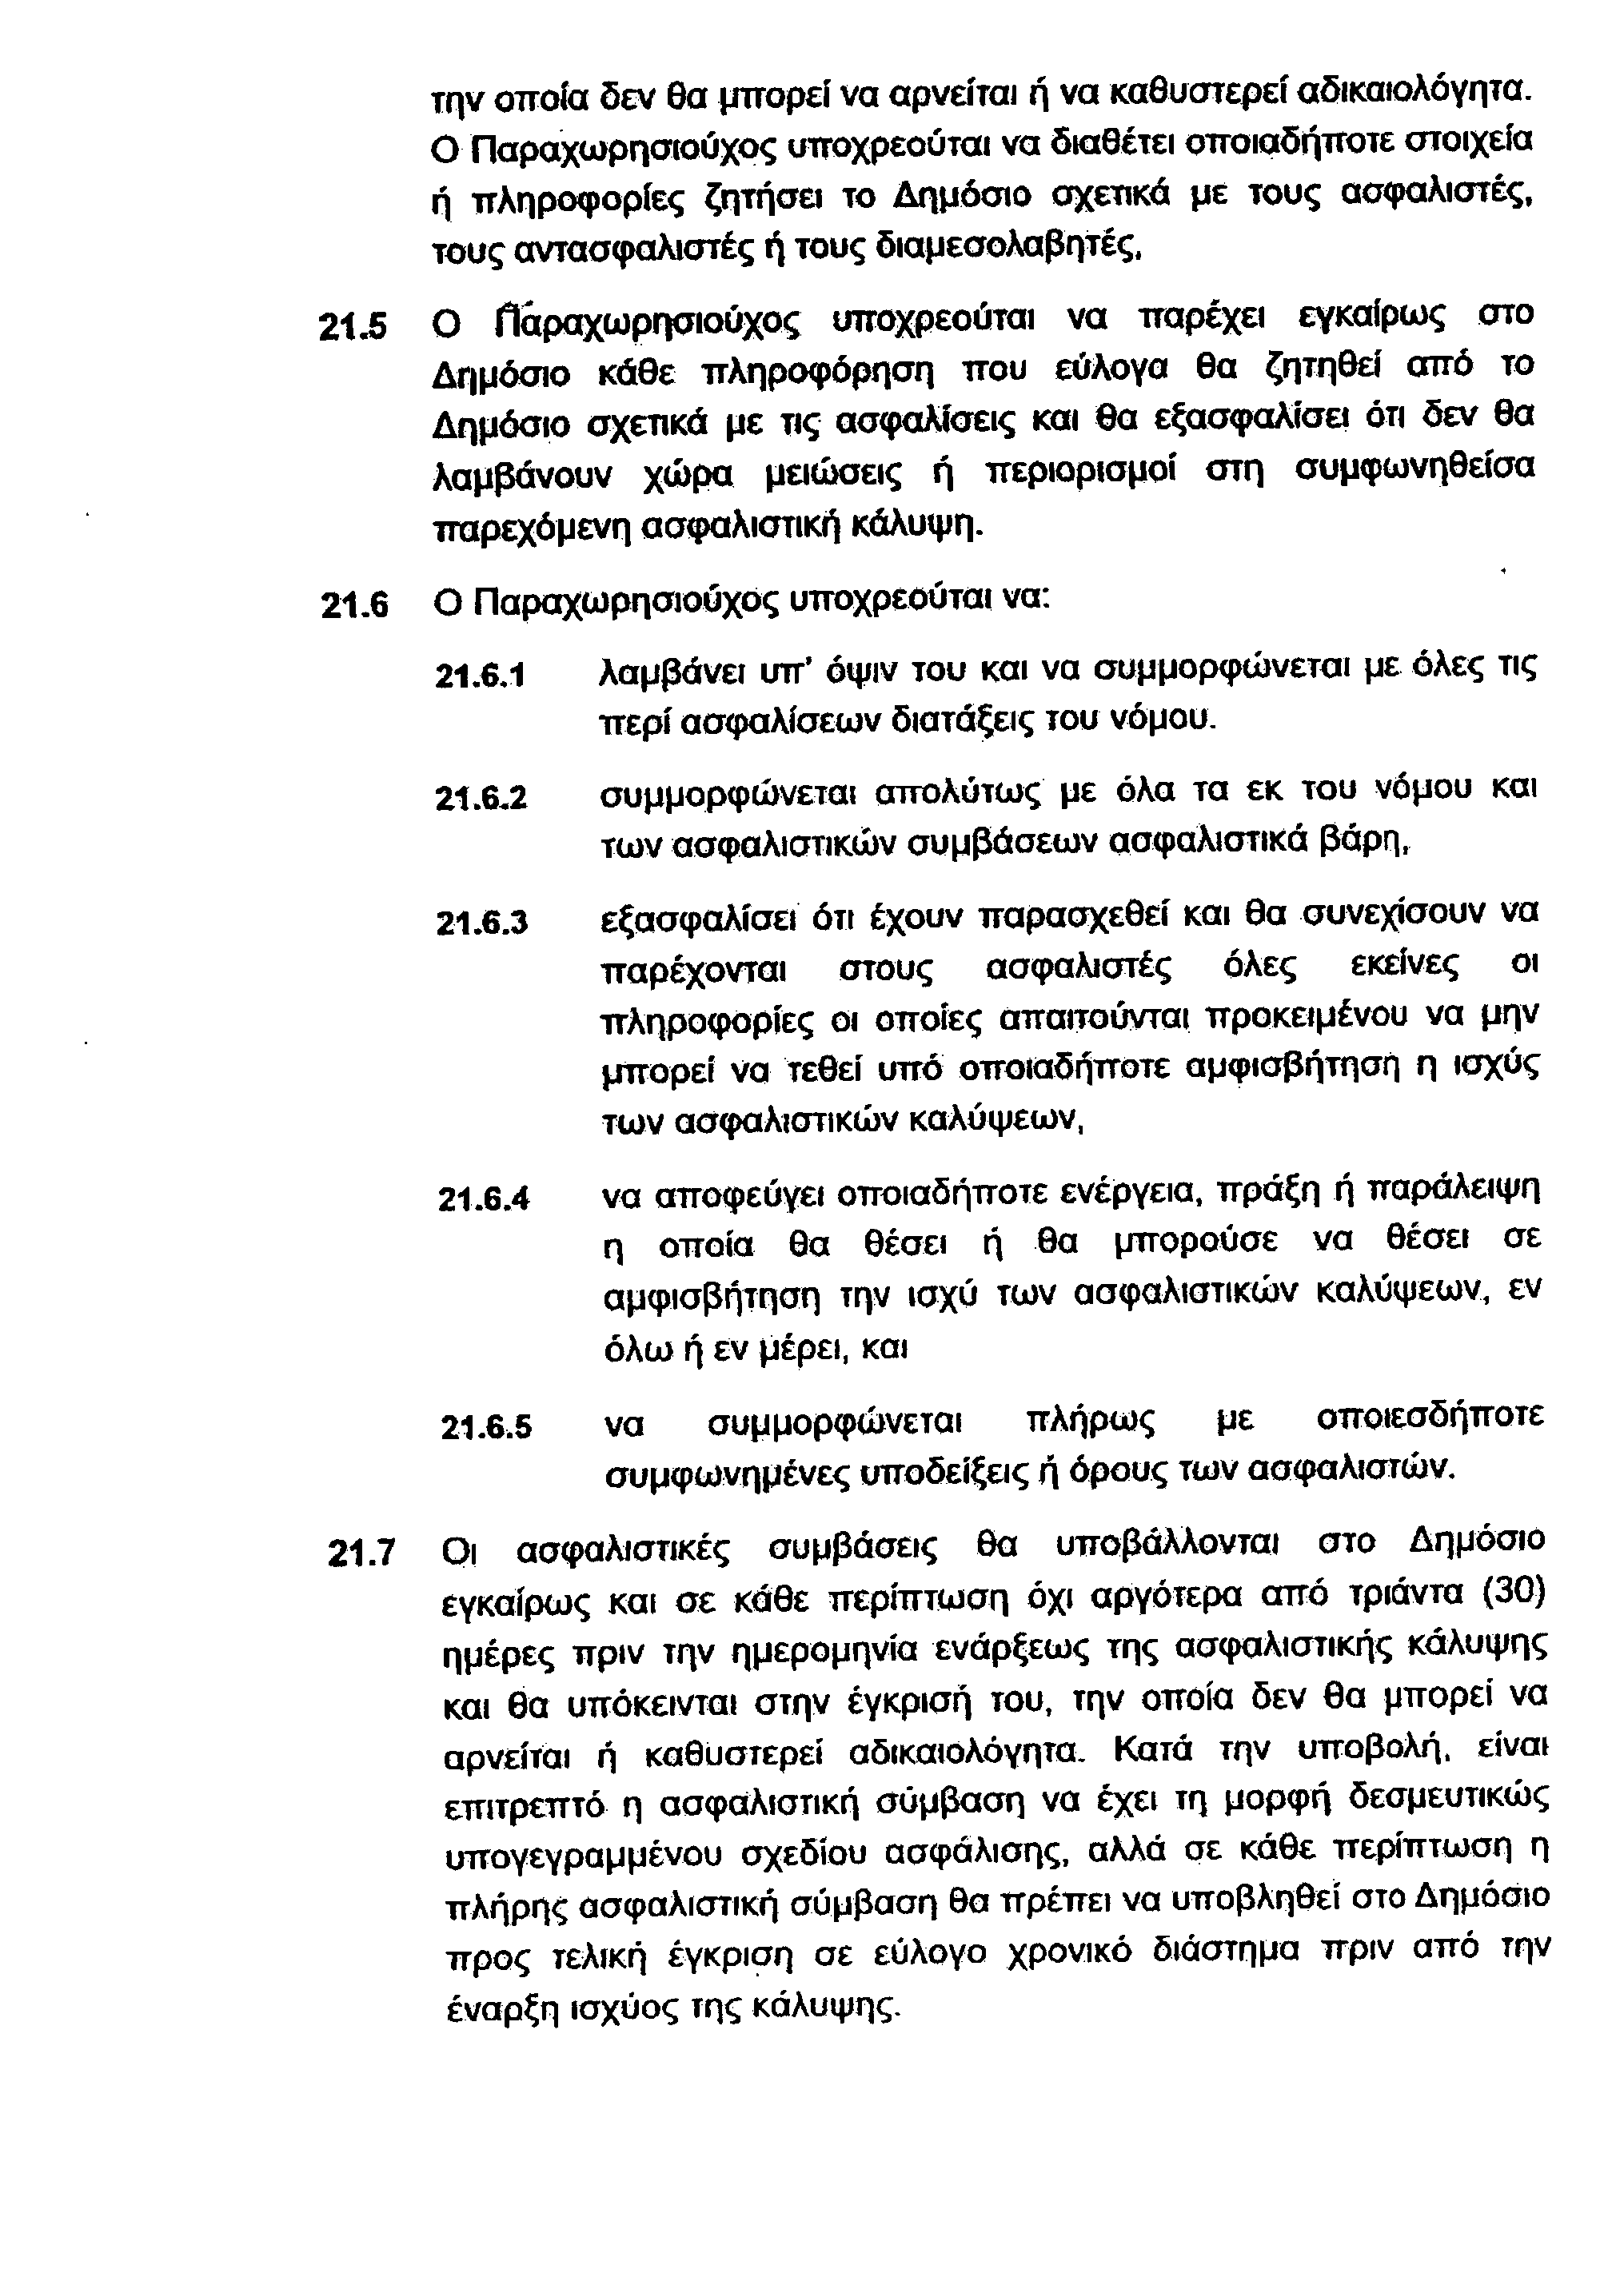 την οποία δεν θα μπορεί να αρνείται ή να καθυστερεί αδικαιολόγητα.
Ο Παραχωρησιούχος υποχρεούται να διαθέτει οποιαδήποτε στοιχεία
ή πληροφορίες ζητήσει το Δημόσιο σχετικά με τους ασφαλιστές,
τους αντασφαλιστές ή τους διαμεσολαβητές,
21.5 Ο Παραχωρησιούχος υποχρεούται να παρέχει εγκαίρως στο
Δημόσιο κάθε πληροφόρηση που εύλογα θα ζητηθεί από το
Δημόσιο σχετικά με τις ασφαλίσεις και θα εξασφαλίσει ότι δεν θα
λαμβάνουν χώρα μειώσεις ή περιορισμοί στη συμφωνηθείσα
παρεχόμενη ασφαλιστική κάλυψη.
21.6 Ο Παραχωρησιούχος υποχρεούται να:
21.6.1 λαμβάνει υπ' όψιν του και να συμμορφώνεται με όλες τις
περί ασφαλίσεων διατάξεις του νόμου.
21.6.2 συμμορφώνεται απολύτως με όλα τα εκ του νόμου και
των ασφαλιστικών συμβάσεων ασφαλιστικά βάρη,
21.6.3 εξασφαλίσει ότι έχουν παρασχεθεί και θα συνεχίσουν να
παρέχονται στους ασφαλιστές όλες εκείνες οι
πληροφορίες οι οποίες απαιτούνται προκειμένου να μην
μπορεί να τεθεί υπό οποιαδήποτε αμφισβήτηση η ισχύς
των ασφαλιστικών καλύψεων,
21.6.4 να αποφεύγει οποιαδήποτε ενέργεια, πράξη ή παράλειψη
η οποία θα θέσει ή θα μπορούσε να θέσει σε
αμφισβήτηση την ισχύ των ασφαλιστικών καλύψεων, εν
όλω ή εν μέρει, και
21.6.5 να συμμορφώνεται πλήρως με οποιεσδήποτε
συμφωνημένες υποδείξεις ή όρους των ασφαλιστών.
21.7 Οι ασφαλιστικές συμβάσεις θα υποβάλλονται στο Δημόσιο
εγκαίρως και σε κάθε περίπτωση όχι αργότερα από τριάντα (30)
ημέρες πριν την ημερομηνία ενάρξεως της ασφαλιστικής κάλυψης
και θα υπόκεινται στην έγκρισή του, την οποία δεν θα μπορεί να
αρνείται ή καθυστερεί αδικαιολόγητα. Κατά την υποβολή, είναι
επιτρεπτό η ασφαλιστική σύμβαση να έχει τη μορφή δεσμευτικώς
υπογεγραμμένου σχεδίου ασφάλισης, αλλά σε κάθε περίπτωση η
πλήρης ασφαλιστική σύμβαση θα πρέπει να υποβληθεί στο Δημόσιο
προς τελική έγκριση σε εύλογο χρονικό διάστημα πριν από την
έναρξη ισχύος της κάλυψης.